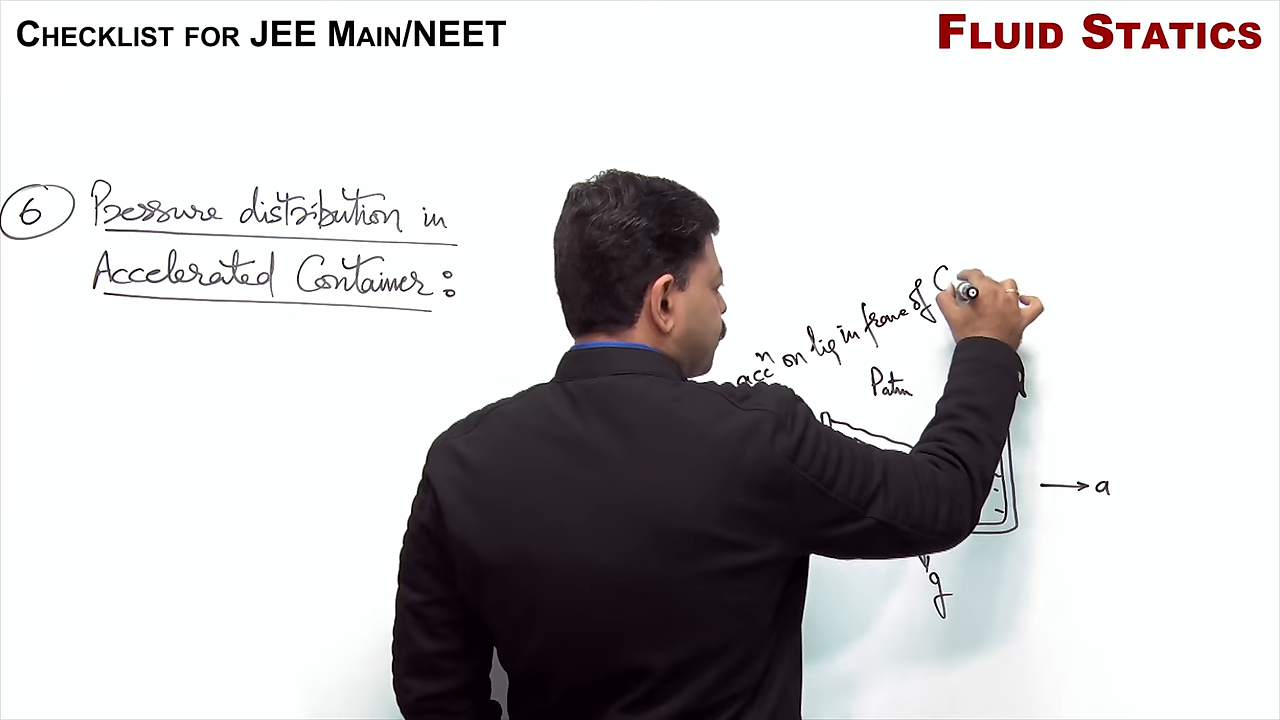 CHECKLIST FOR JEE MAIN/NEET
FLUID STATICS
6 Pressure distribution in
Accelerated Container:
accⁿ on liq in frame of C
Patm
a
g